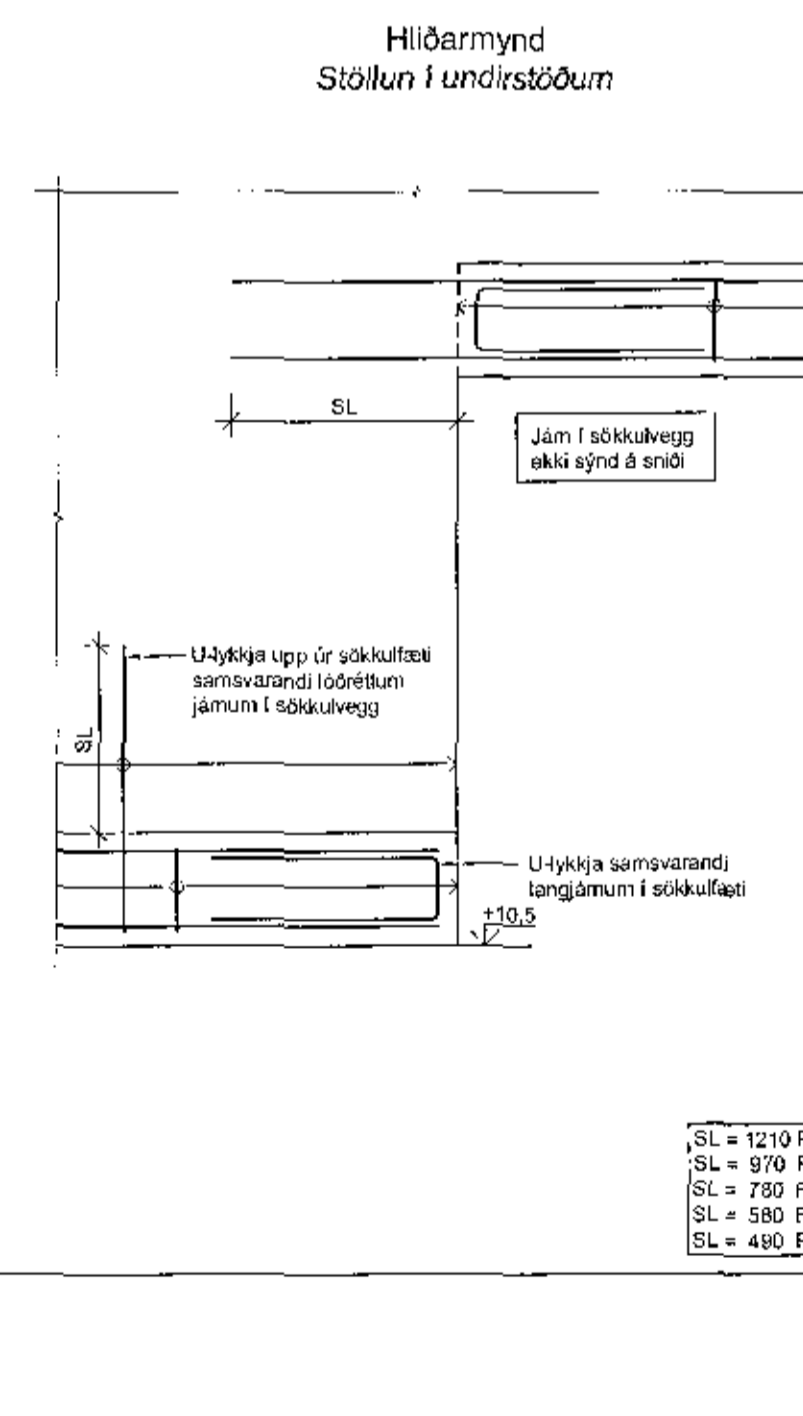 Hliðarmynd
Stöllun í undirstöðum
SL
Járn í sökkulvegg
ekki sýnd á sniði
U-lykkja upp úr sökkulfæti
samsvarandi lóðréttum
járnum í sökkulvegg
SL
U-lykkja samsvarandi
langjárnum í sökkulfæti
+10,5
SL = 1210
SL = 970
SL = 780
SL = 580
SL = 490